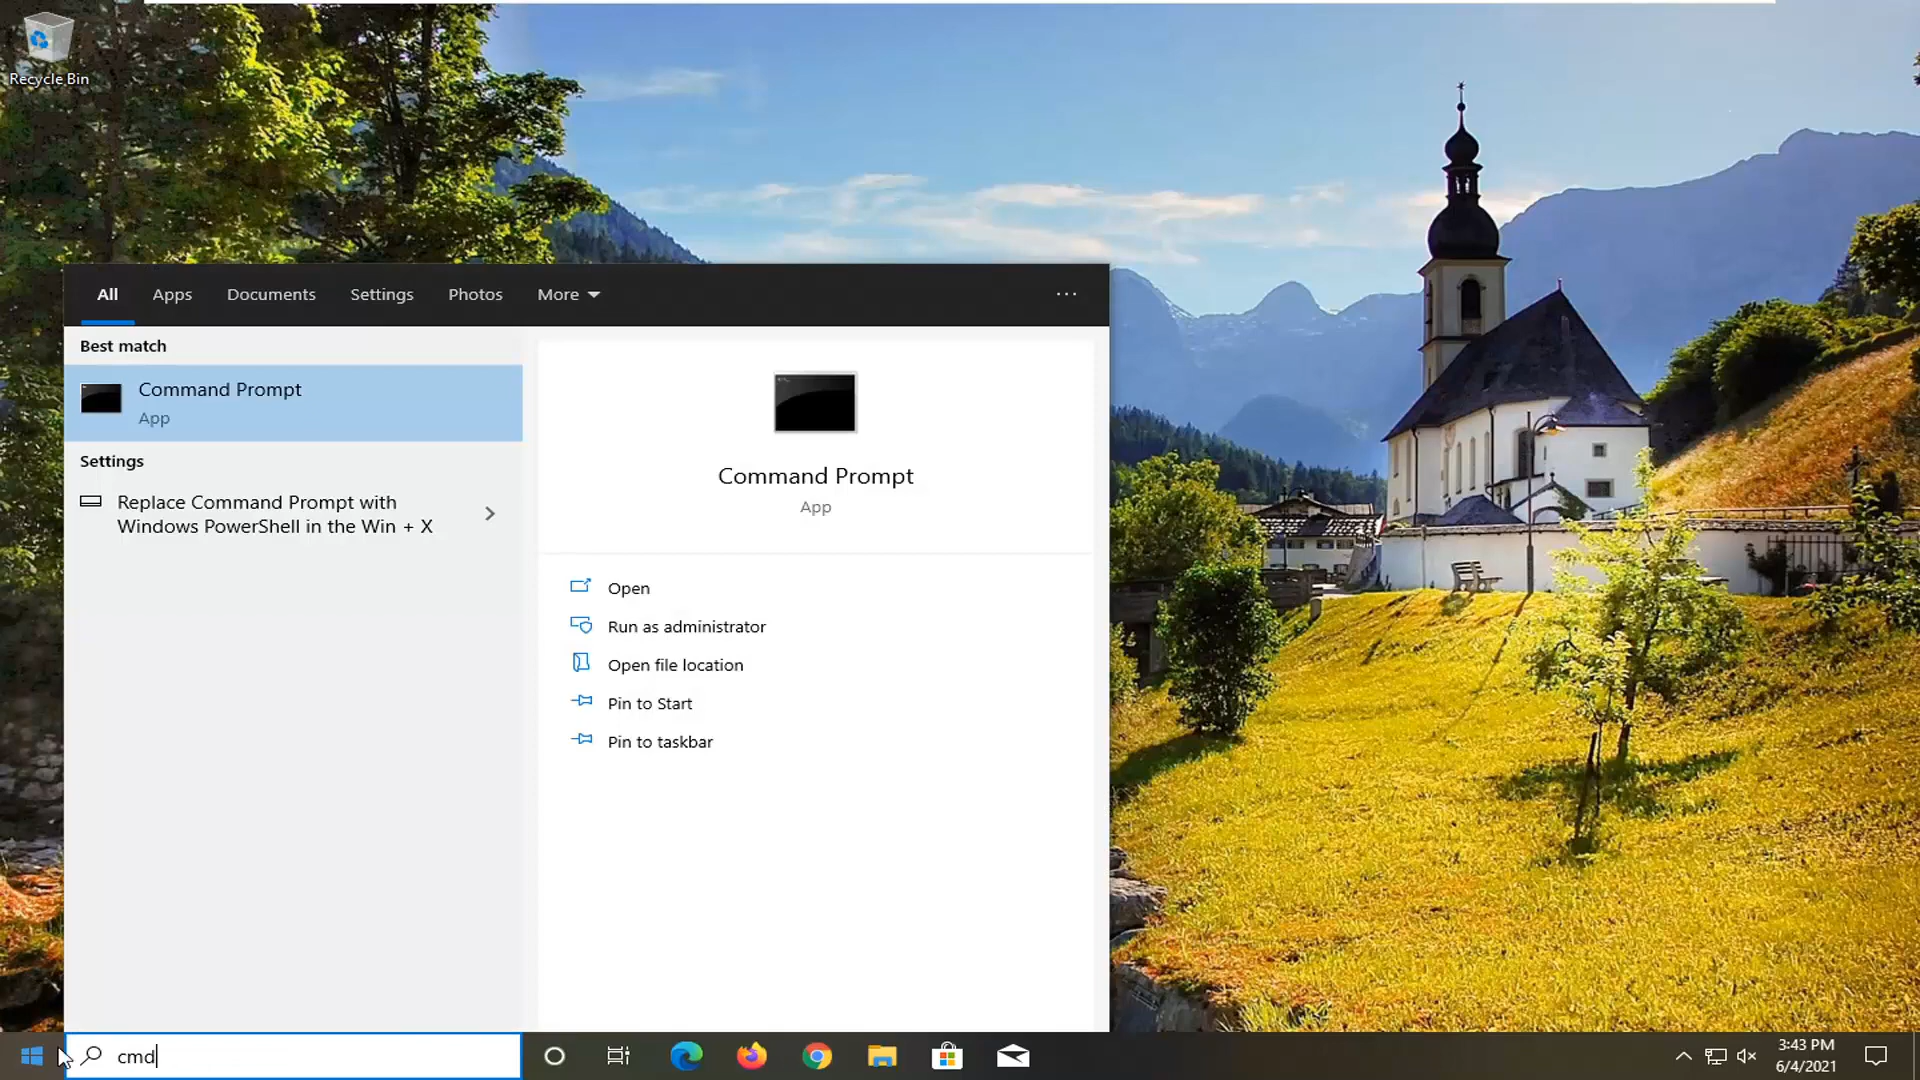 Recycle Bin
All Apps Documents Settings Photos More
Best match
Command Prompt
App
Settings
Replace Command Prompt with
Windows PowerShell in the Win + X
Command Prompt
App
Open
Run as administrator
Open file location
Pin to Start
Pin to taskbar
cmd
3:43 PM
6/4/2021